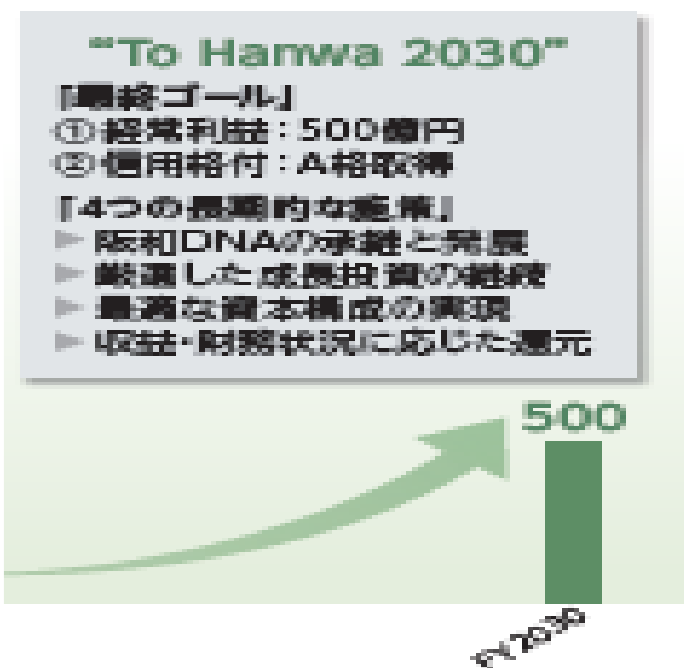 "To Hanwa 2030"
『最終ゴール』
①経常利益：500億円
②信用格付：A格取得
『4つの長期的な施策』
▶ 阪和DNAの承継と発展
▶ 厳選した成長投資の継続
▶ 最適な資本構成の実現
▶ 収益・財務状況に応じた還元
500
FY2030